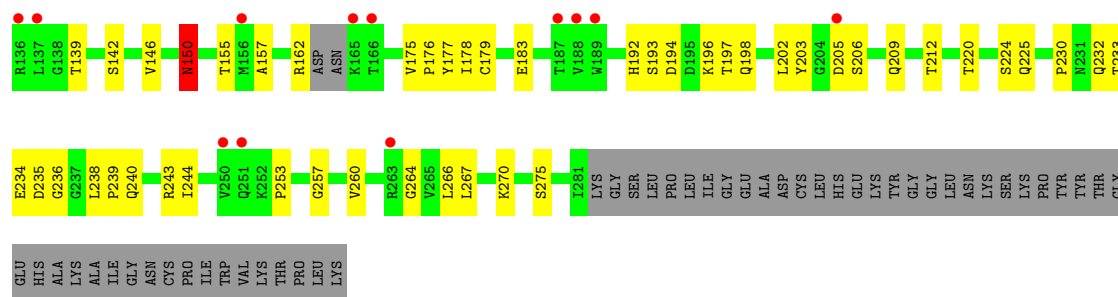 R136 L137 G138 T139 S142 V146 N150 T155 M156 A157 R162 ASP ASN K165 T166 V175 P176 Y177 I178 C179 E183 T187 V188 W189 H192 S193 D194 D195 K196 T197 Q198 L202 Y203 G204 D205 S206 Q209 T212 T220 S224 Q225 P230 N231 Q232 T233
E234 D235 G236 G237 L238 P239 Q240 R243 I244 V250 Q251 K252 P253 G257 V260 R263 G264 V265 L266 L267 K270 S275 I281 LYS GLY SER LEU PRO LEU ILE GLY GLU ALA ASP CYS LEU HIS GLU LYS TYR GLY GLY LEU ASN LYS SER LYS PRO TYR TYR THR GLY
GLU HIS ALA LYS ALA ILE GLY ASN CYS PRO ILE TRP VAL LYS THR PRO LEU LYS